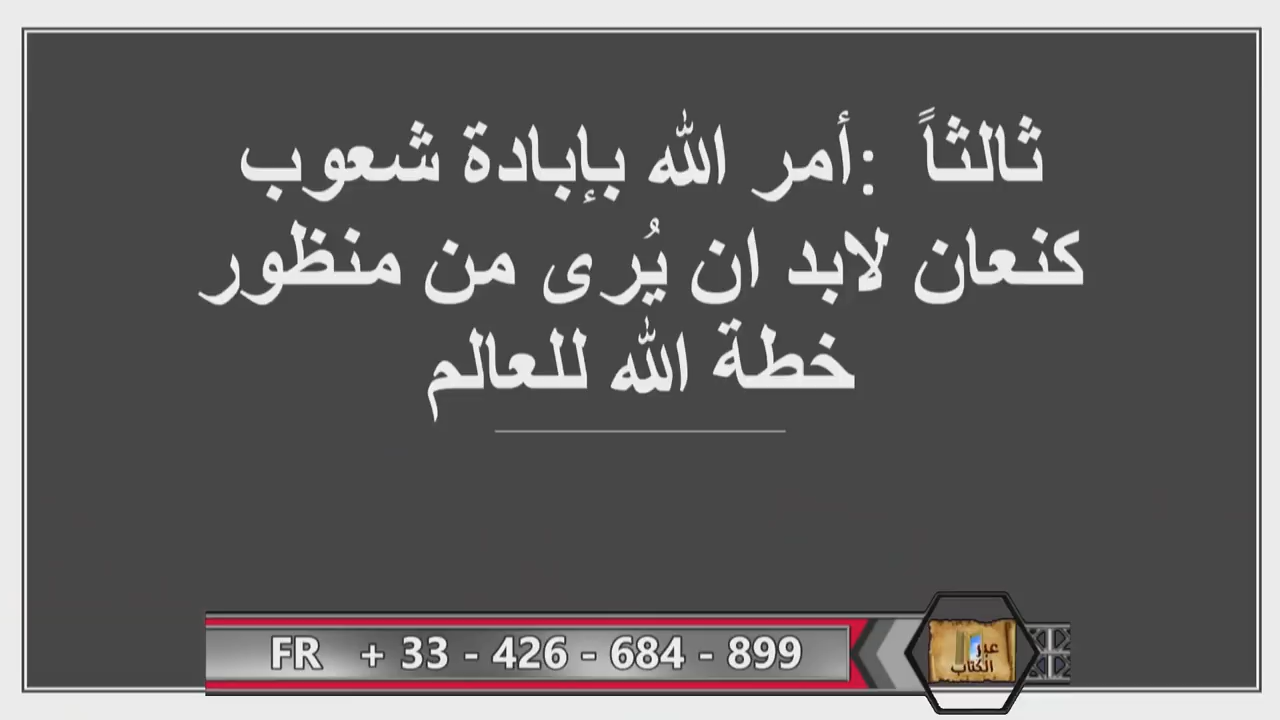 ثالثاً : أمر الله بإبادة شعوب
كنعان لابد ان يُرى من منظور
خطة الله للعالم
FR + 33 - 426 - 684 - 899
عبر
الكتاب